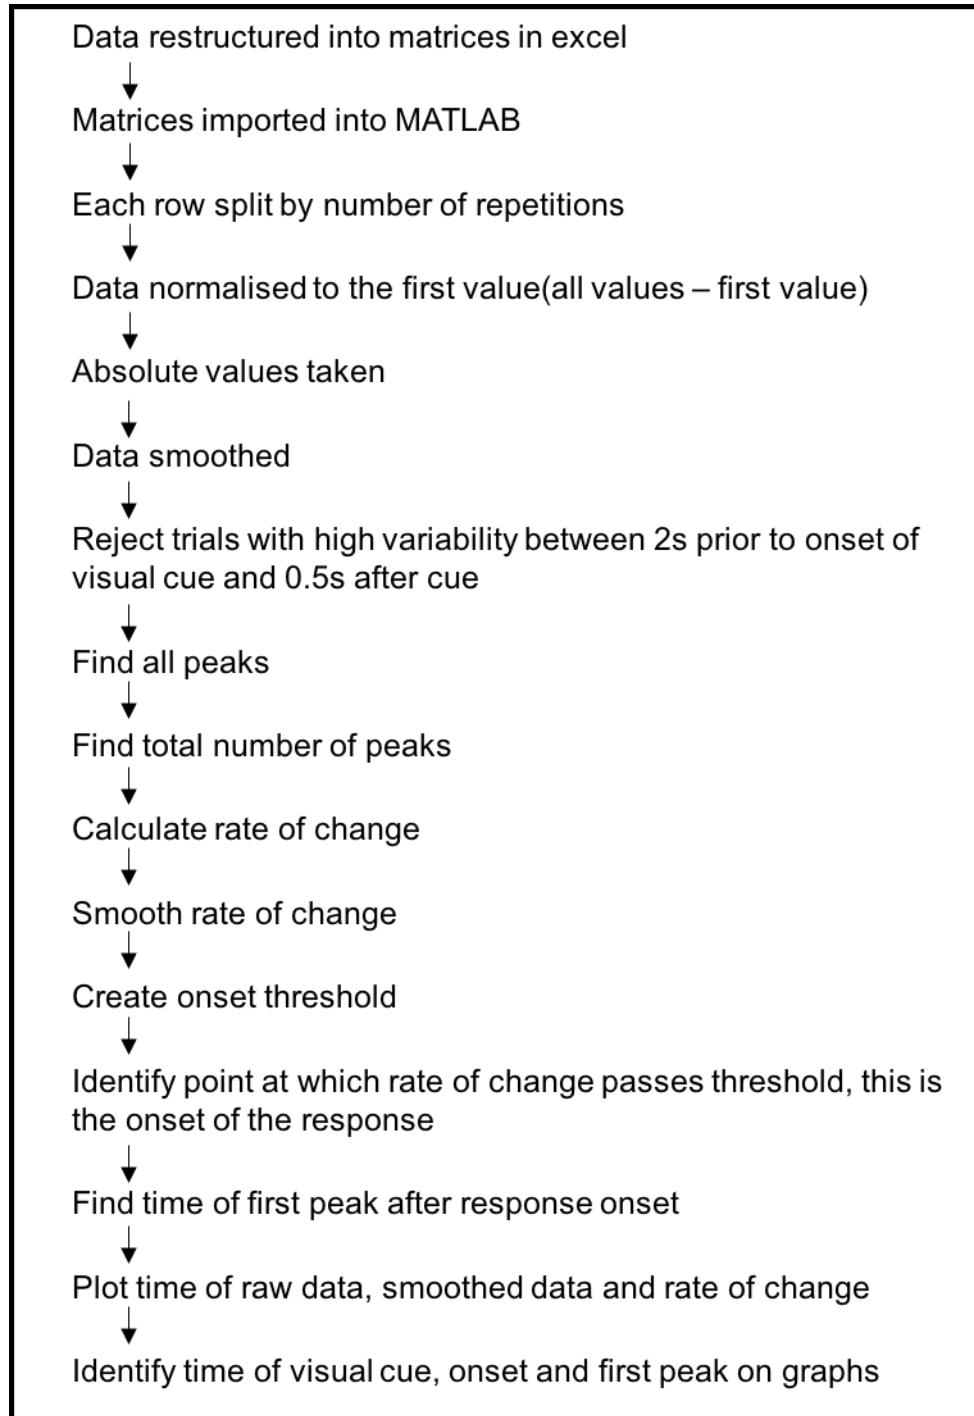 Data restructured into matrices in excel
Matrices imported into MATLAB
Each row split by number of repetitions
Data normalised to the first value(all values – first value)
Absolute values taken
Data smoothed
Reject trials with high variability between 2s prior to onset of
visual cue and 0.5s after cue
Find all peaks
Find total number of peaks
Calculate rate of change
Smooth rate of change
Create onset threshold
Identify point at which rate of change passes threshold, this is
the onset of the response
Find time of first peak after response onset
Plot time of raw data, smoothed data and rate of change
Identify time of visual cue, onset and first peak on graphs